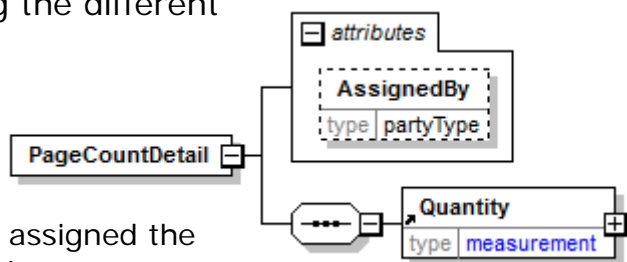 g the different
attributes
AssignedBy
type partyType
PageCountDetail
Quantity
type measurement
assigned the